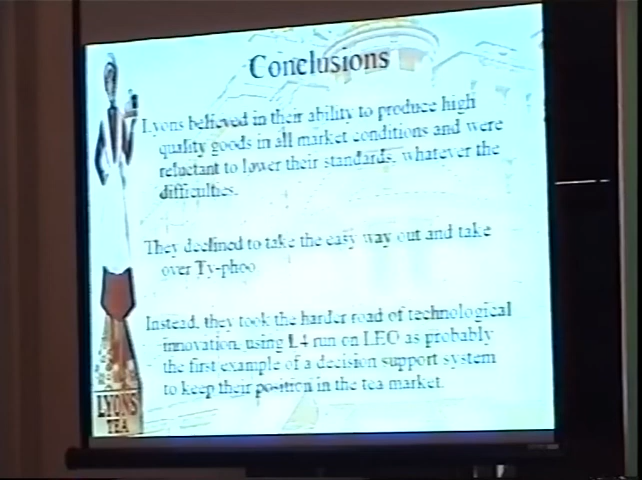 Conclusions
Lyons believed in their ability to produce high
quality goods in all market conditions and were
reluctant to lower their standards, whatever the
difficulties.
They declined to take the easy way out and take
over Ty-phoo
Instead, they took the harder road of technological
innovation, using L4 run on LEO as probably
the first example of a decision support system
to keep their position in the tea market.
LYONS
TEA